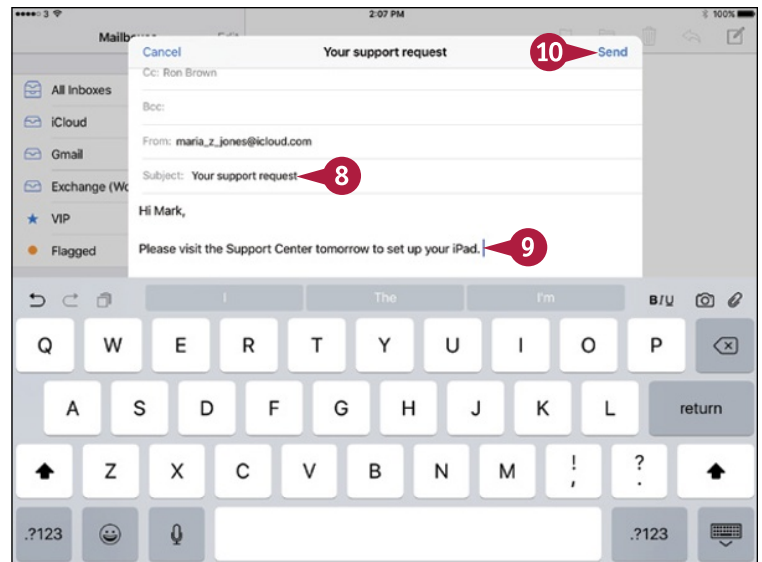 3 2:07 PM 100%
Mailbo
Cancel Your support request 10 Send
Cc: Ron Brown
All Inboxes
Bcc:
iCloud
From: maria_z_jones@icloud.com
Gmail
Subject: Your support request 8
Exchange (Wo
Hi Mark,
VIP
Please visit the Support Center tomorrow to set up your iPad. 9
Flagged
I The I'm B/U
Q W E R T Y U I O P
A S D F G H J K L return
Z X C V B N M ! , ? .
.?123 .?123